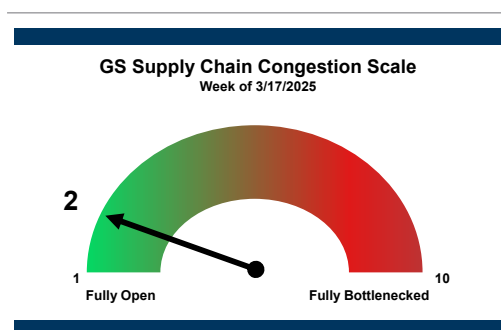 GS Supply Chain Congestion Scale
Week of 3/17/2025
2
1
10
Fully Open
Fully Bottlenecked